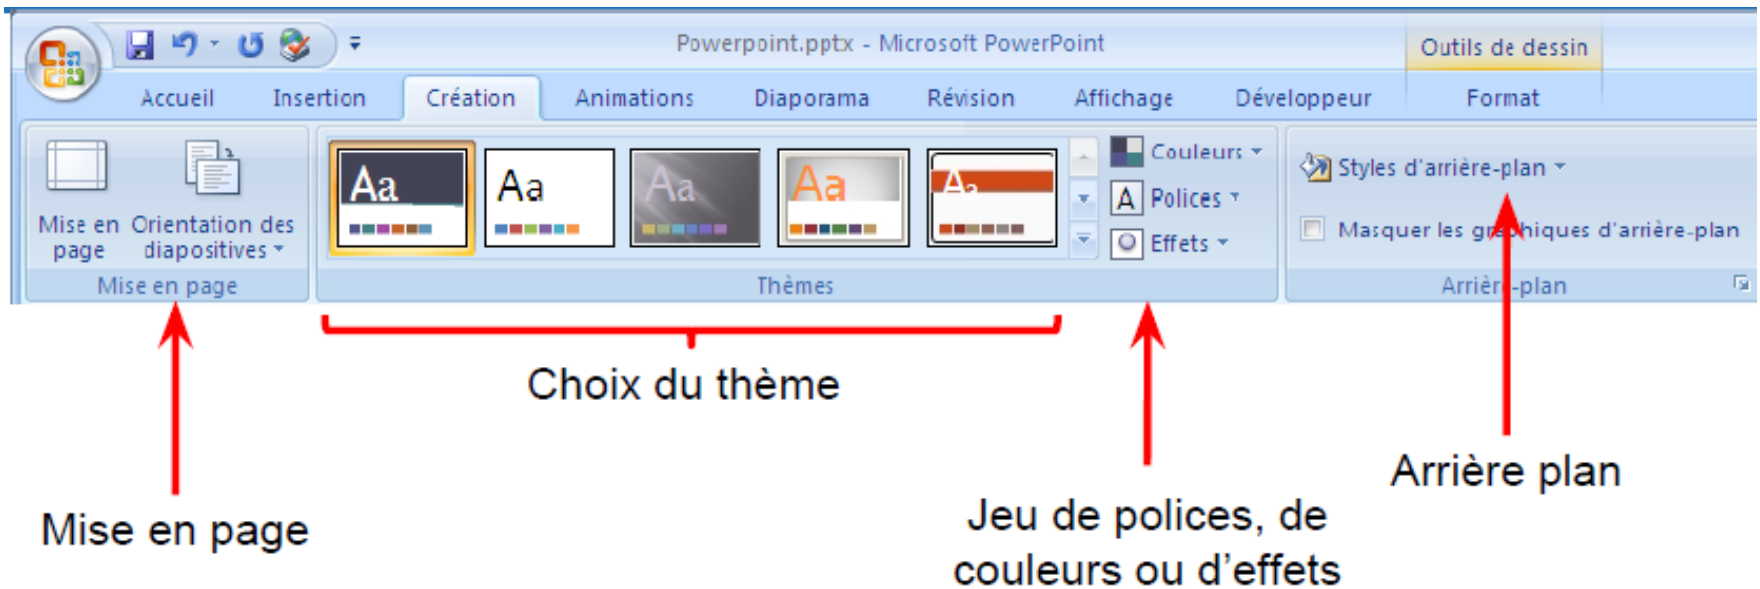 Powerpoint.pptx - Microsoft PowerPoint
Outils de dessin
Accueil Insertion Création Animations Diaporama Révision Affichage Développeur Format
Mise en page
Orientation des diapositives
Mise en page
Aa Aa Aa Aa Aa
Thèmes
Couleurs
A Polices
Effets
Styles d'arrière-plan
Masquer les graphiques d'arrière-plan
Arrière-plan
Choix du thème
Arrière plan
Mise en page
Jeu de polices, de
couleurs ou d'effets